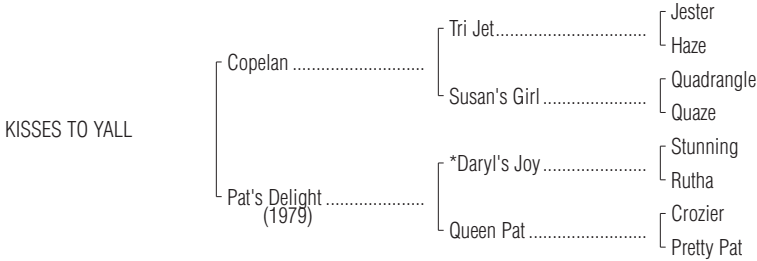 Jester
Tri Jet
Haze
Copelan
Quadrangle
Susan's Girl
Quaze
KISSES TO YALL
Stunning
*Daryl's Joy
Rutha
Pat's Delight
(1979)
Crozier
Queen Pat
Pretty Pat